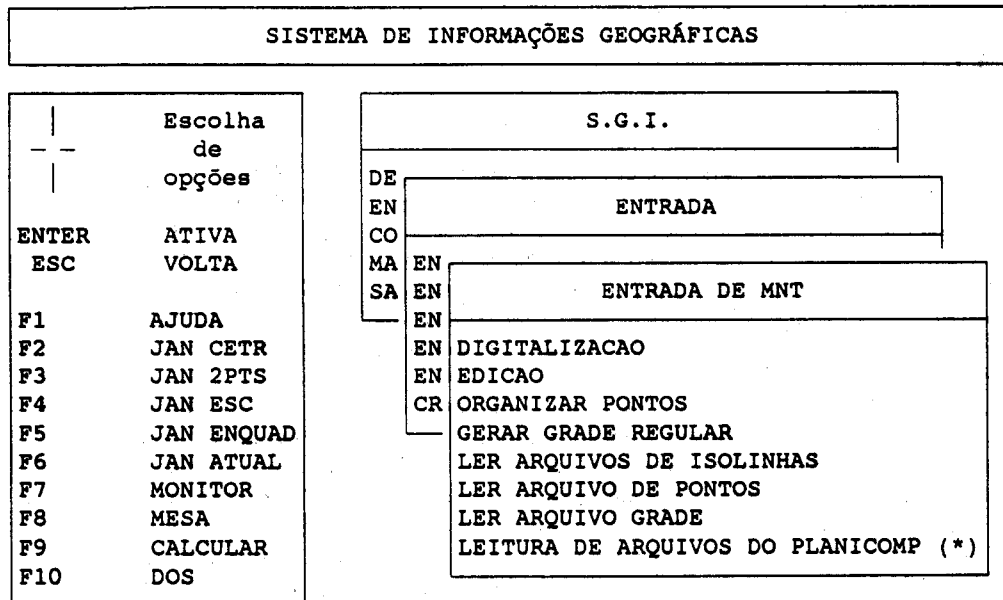 SISTEMA DE INFORMAÇÕES GEOGRÁFICAS
Escolha
de
opções
ENTER ATIVA
ESC VOLTA
F1 AJUDA
F2 JAN CETR
F3 JAN 2PTS
F4 JAN ESC
F5 JAN ENQUAD
F6 JAN ATUAL
F7 MONITOR
F8 MESA
F9 CALCULAR
F10 DOS
S.G.I.
DE
EN
CO
MA
SA
ENTRADA
EN
EN
EN
EN
EN
CR
ENTRADA DE MNT
DIGITALIZACAO
EDICAO
ORGANIZAR PONTOS
GERAR GRADE REGULAR
LER ARQUIVOS DE ISOLINHAS
LER ARQUIVO DE PONTOS
LER ARQUIVO GRADE
LEITURA DE ARQUIVOS DO PLANICOMP (*)